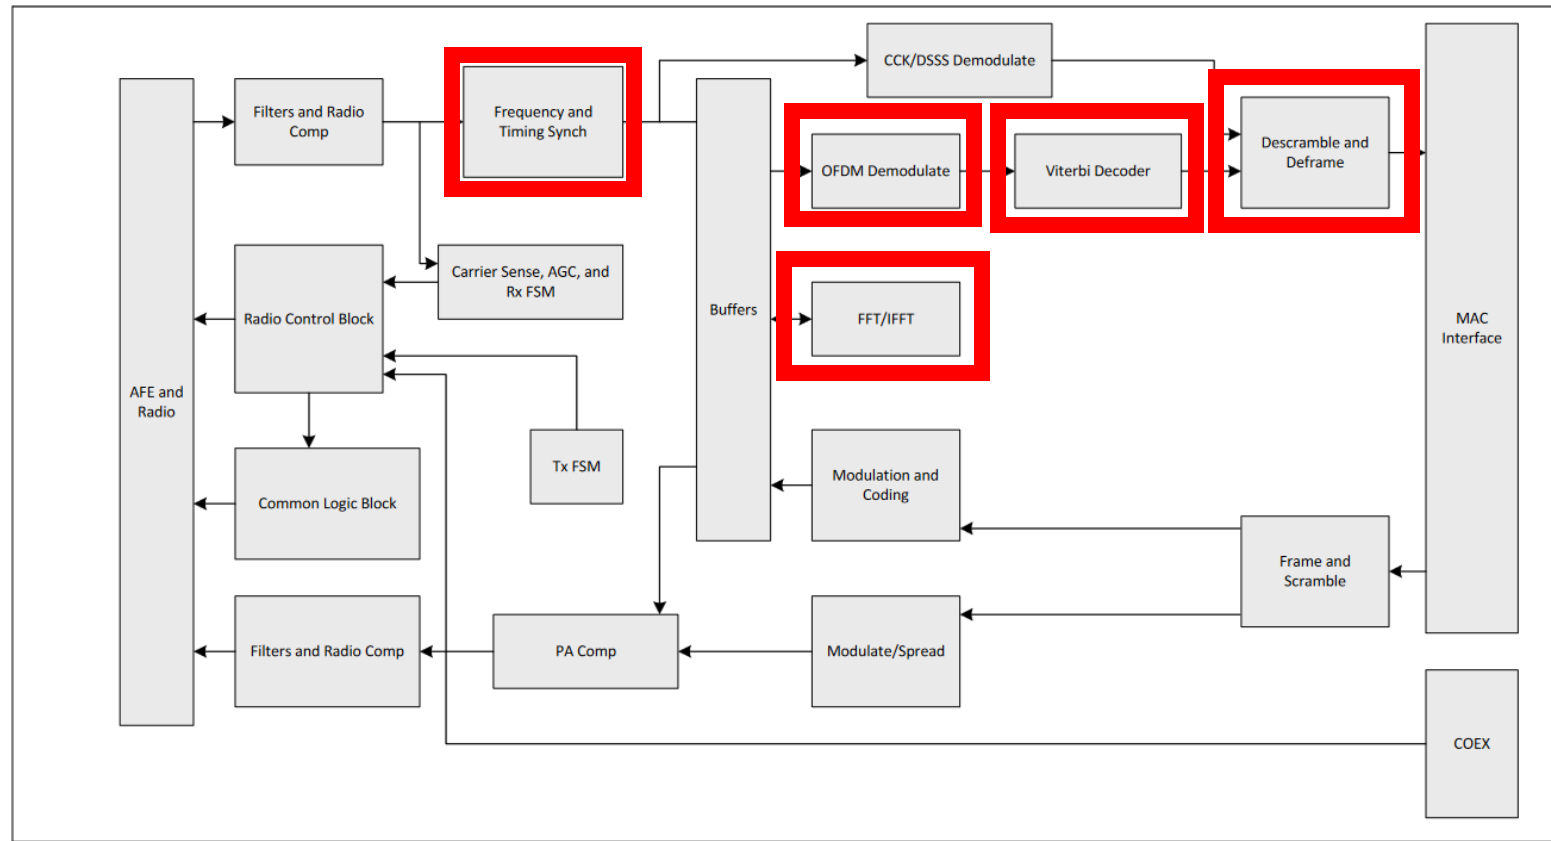 CCK/DSSS Demodulate
Filters and Radio
Comp
Frequency and
Timing Synch
OFDM Demodulate
Viterbi Decoder
Descramble and
Deframe
Carrier Sense, AGC, and
Rx FSM
Radio Control Block
Buffers
FFT/IFFT
MAC
Interface
AFE and
Radio
Tx FSM
Modulation and
Coding
Common Logic Block
Frame and
Scramble
Filters and Radio Comp
PA Comp
Modulate/Spread
COEX